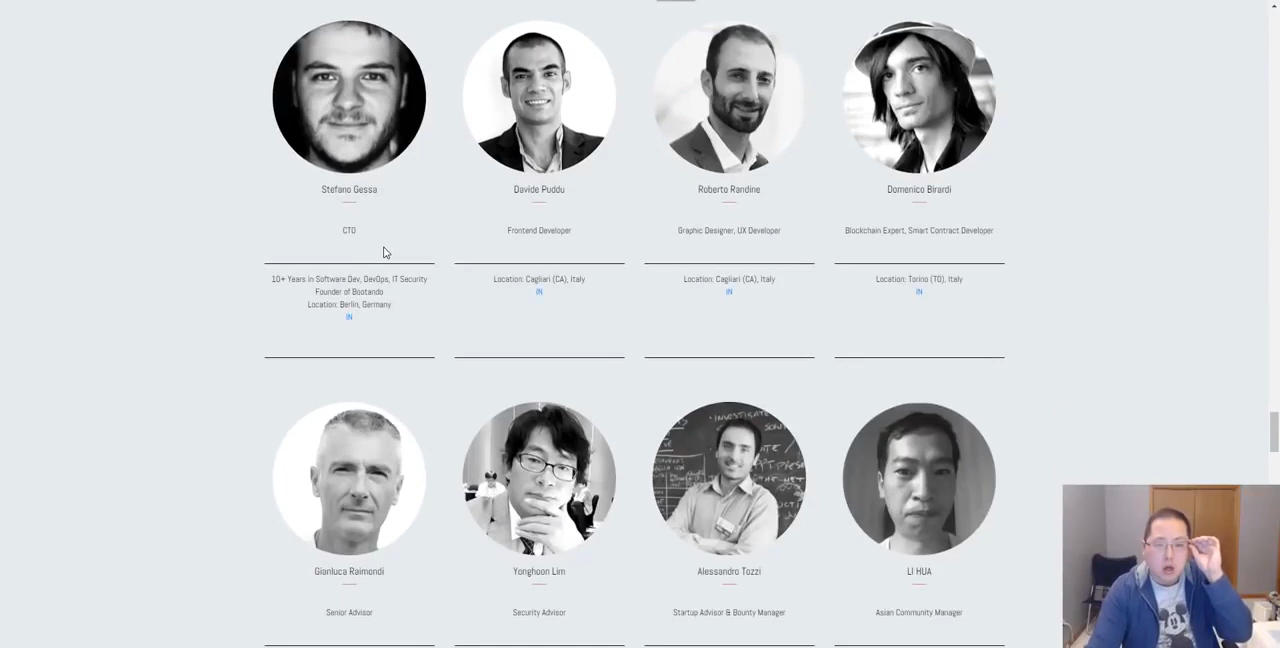 Stefano Gessa
Davide Puddu
Roberto Randine
Domenico Birardi
CTO
Frontend Developer
Graphic Designer, UX Developer
Blockchain Expert, Smart Contract Developer
10+ Years in Software Dev, DevOps, IT Security
Founder of Bootando
Location: Berlin, Germany
IN
Location: Cagliari (CA), Italy
IN
Location: Cagliari (CA), Italy
IN
Location: Torino (TO), Italy
IN
Gianluca Raimondi
Yonghoon Lim
Alessandro Tozzi
LI HUA
Senior Advisor
Security Advisor
Startup Advisor & Bounty Manager
Asian Community Manager